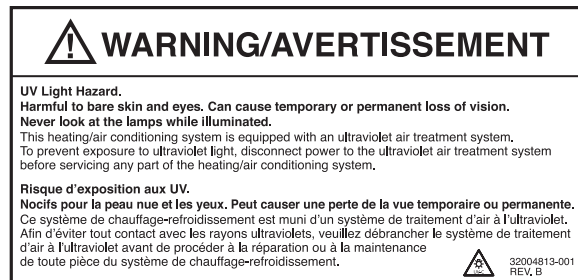 WARNING/AVERTISSEMENT
UV Light Hazard.
Harmful to bare skin and eyes. Can cause temporary or permanent loss of vision.
Never look at the lamps while illuminated.
This heating/air conditioning system is equipped with an ultraviolet air treatment system.
To prevent exposure to ultraviolet light, disconnect power to the ultraviolet air treatment system
before servicing any part of the heating/air conditioning system.
Risque d'exposition aux UV.
Nocifs pour la peau nue et les yeux. Peut causer une perte de la vue temporaire ou permanente.
Ce système de chauffage-refroidissement est muni d'un système de traitement d'air à l'ultraviolet.
Afin d'éviter tout contact avec les rayons ultraviolets, veuillez débrancher le système de traitement
d'air à l'ultraviolet avant de procéder à la réparation ou à la maintenance
de toute pièce du système de chauffage-refroidissement.
32004813-001
REV. B